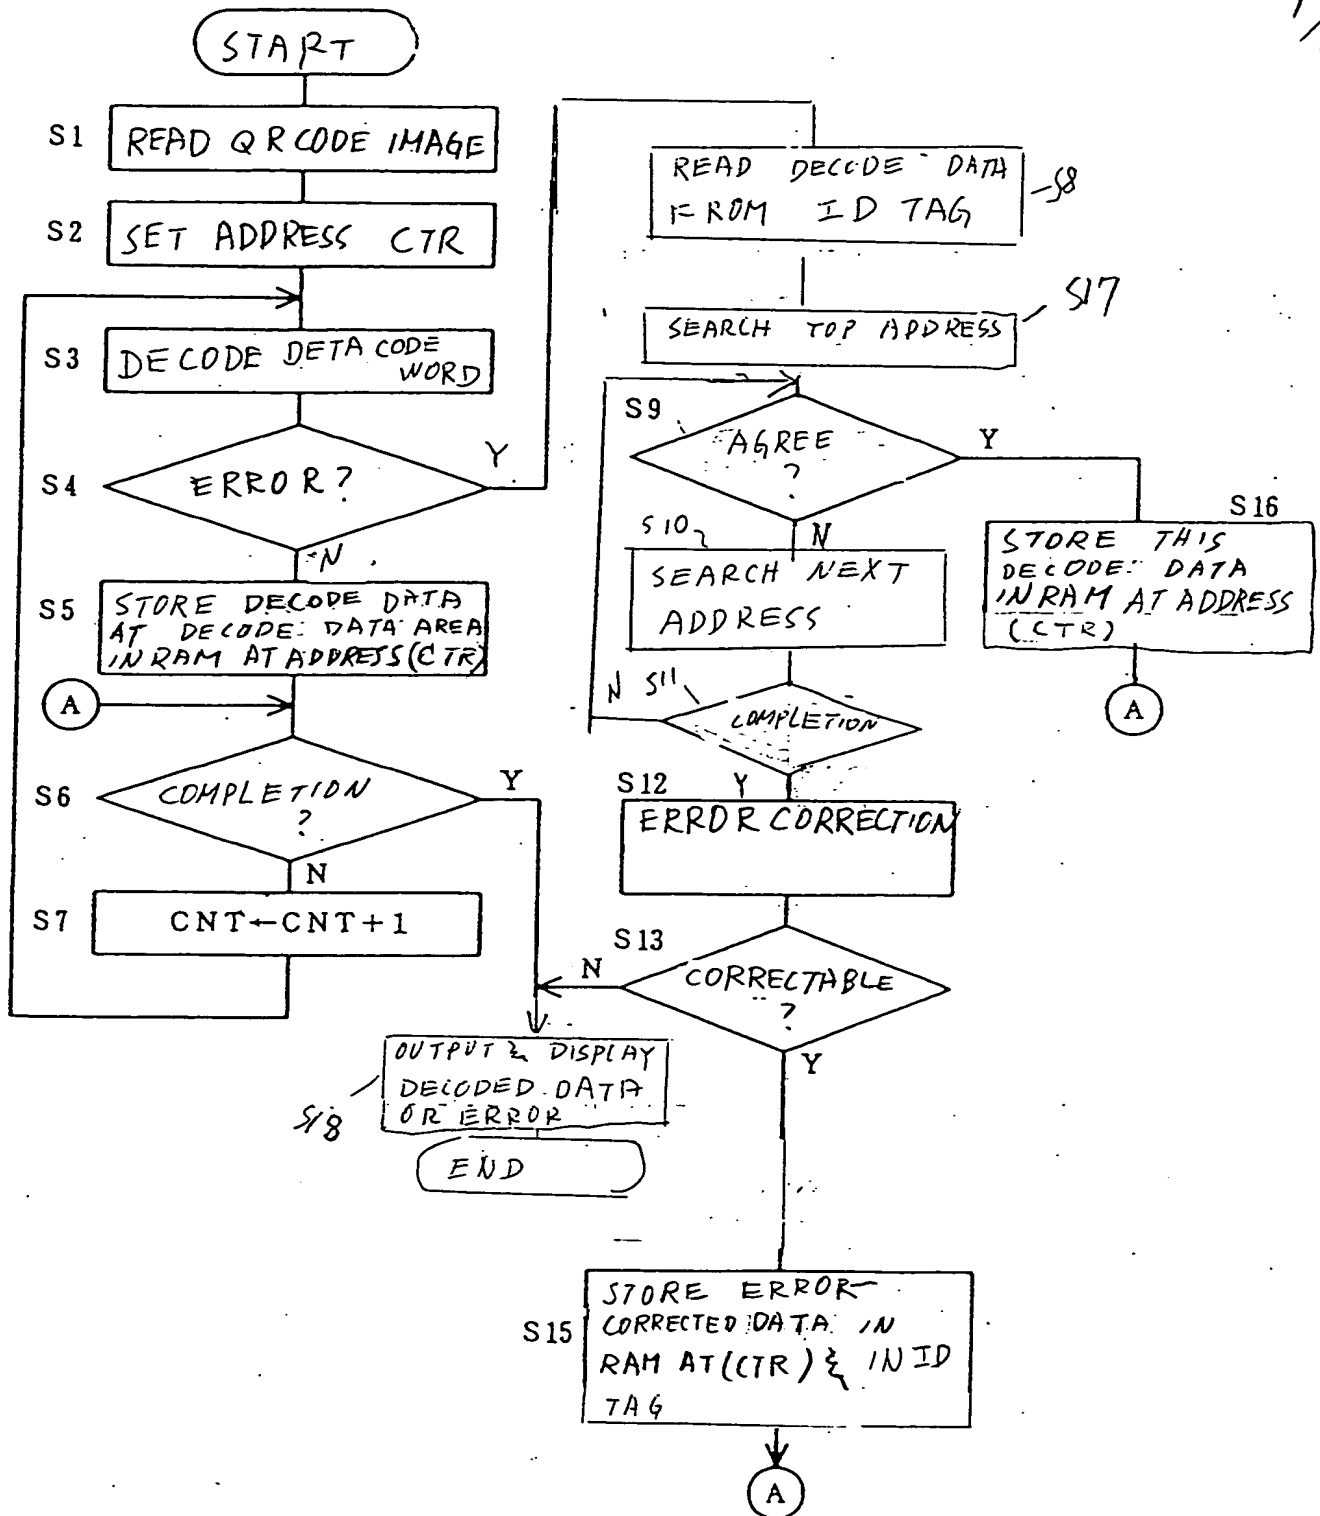 START
S1
READ QR CODE IMAGE
S2
SET ADDRESS CTR
S3
DECODE DETA CODE
WORD
S4
ERROR?
Y
N
S5
STORE DECODE DATA
AT DECODE DATA AREA
IN RAM AT ADDRESS (CTR)
A
S6
COMPLETION
?
Y
N
S7
CNT←CNT+1
READ DECODE DATA
FROM ID TAG
S8
S17
SEARCH TOP ADDRESS
S9
AGREE
?
Y
N
S10
SEARCH NEXT
ADDRESS
S16
STORE THIS
DECODE DATA
IN RAM AT ADDRESS
(CTR)
A
N
S11
COMPLETION
S12
Y
ERROR CORRECTION
S13
N
CORRECTABLE
?
Y
OUTPUT & DISPLAY
DECODED DATA
OR ERROR
S18
END
S15
STORE ERROR-
CORRECTED DATA IN
RAM AT (CTR) & IN ID
TAG
A